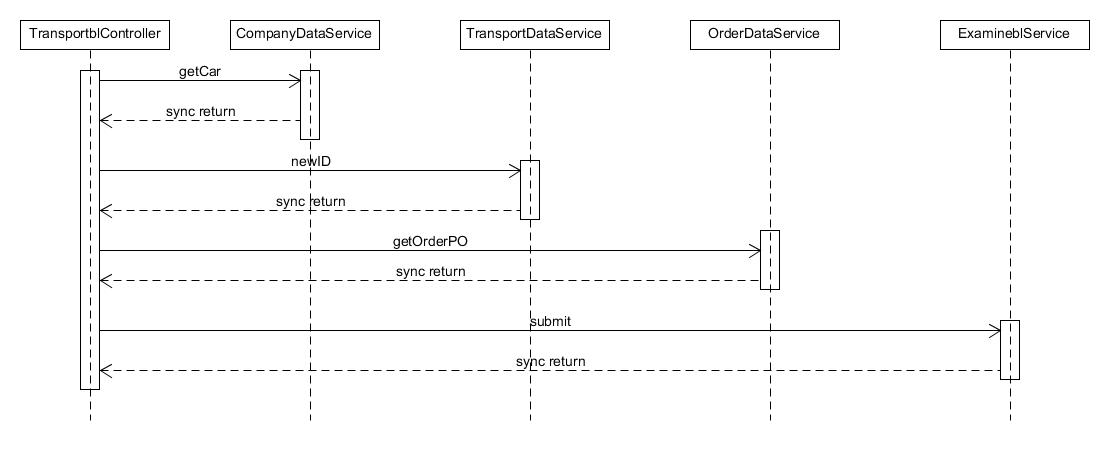 TransportblController
CompanyDataService
TransportDataService
OrderDataService
ExamineblService
getCar
sync return
newID
sync return
getOrderPO
sync return
submit
sync return